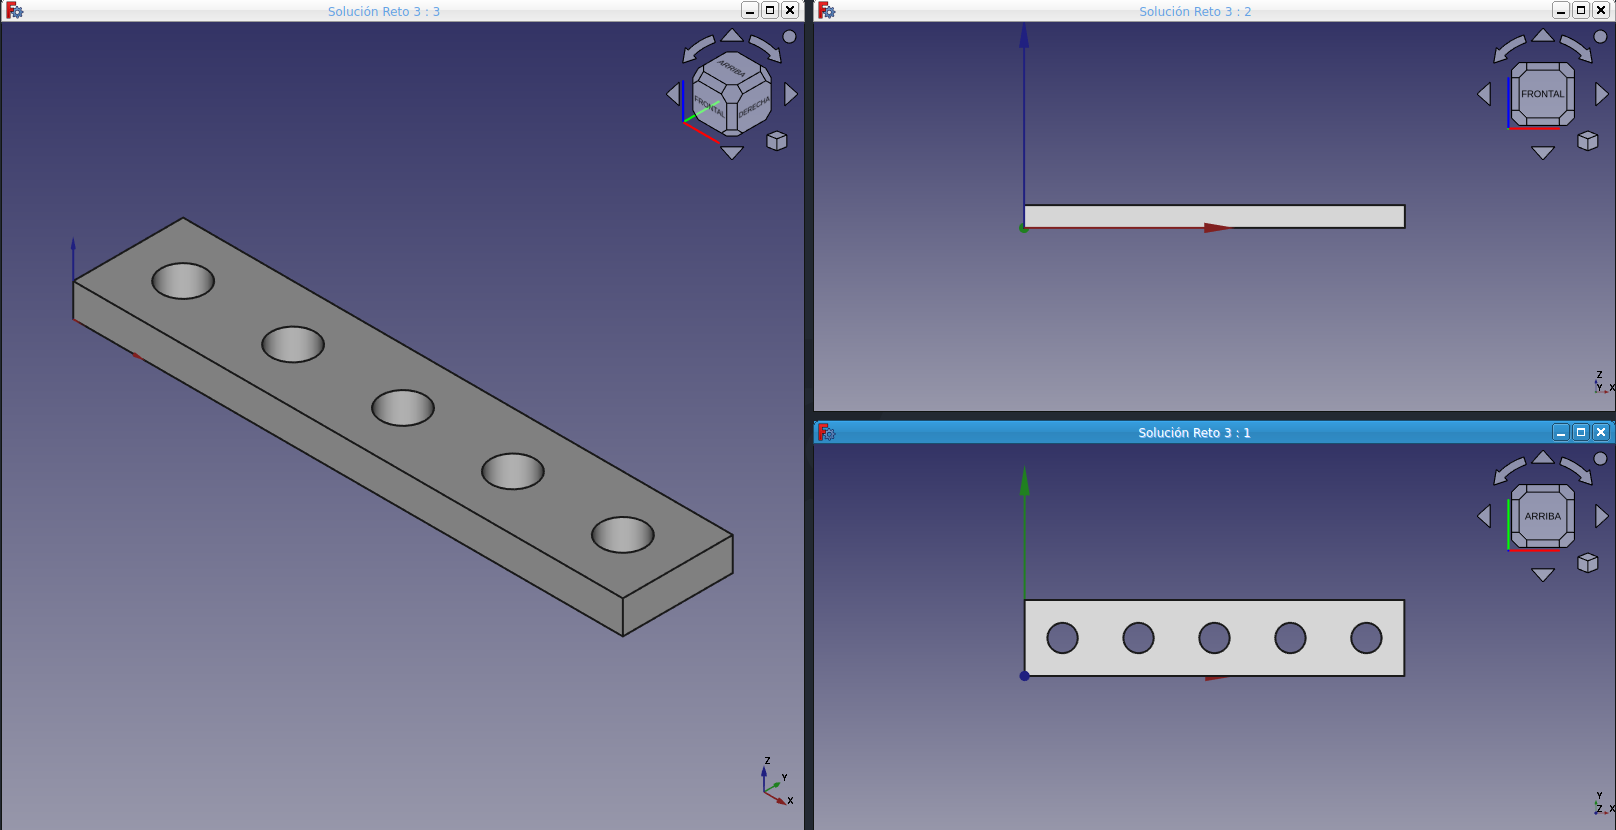 Solución Reto 3 : 3
ARRIBA
FRONTAL
DERECHA
Z
Y
X
Solución Reto 3 : 2
FRONTAL
Z
Y X
Solución Reto 3 : 1
ARRIBA
Y
Z X